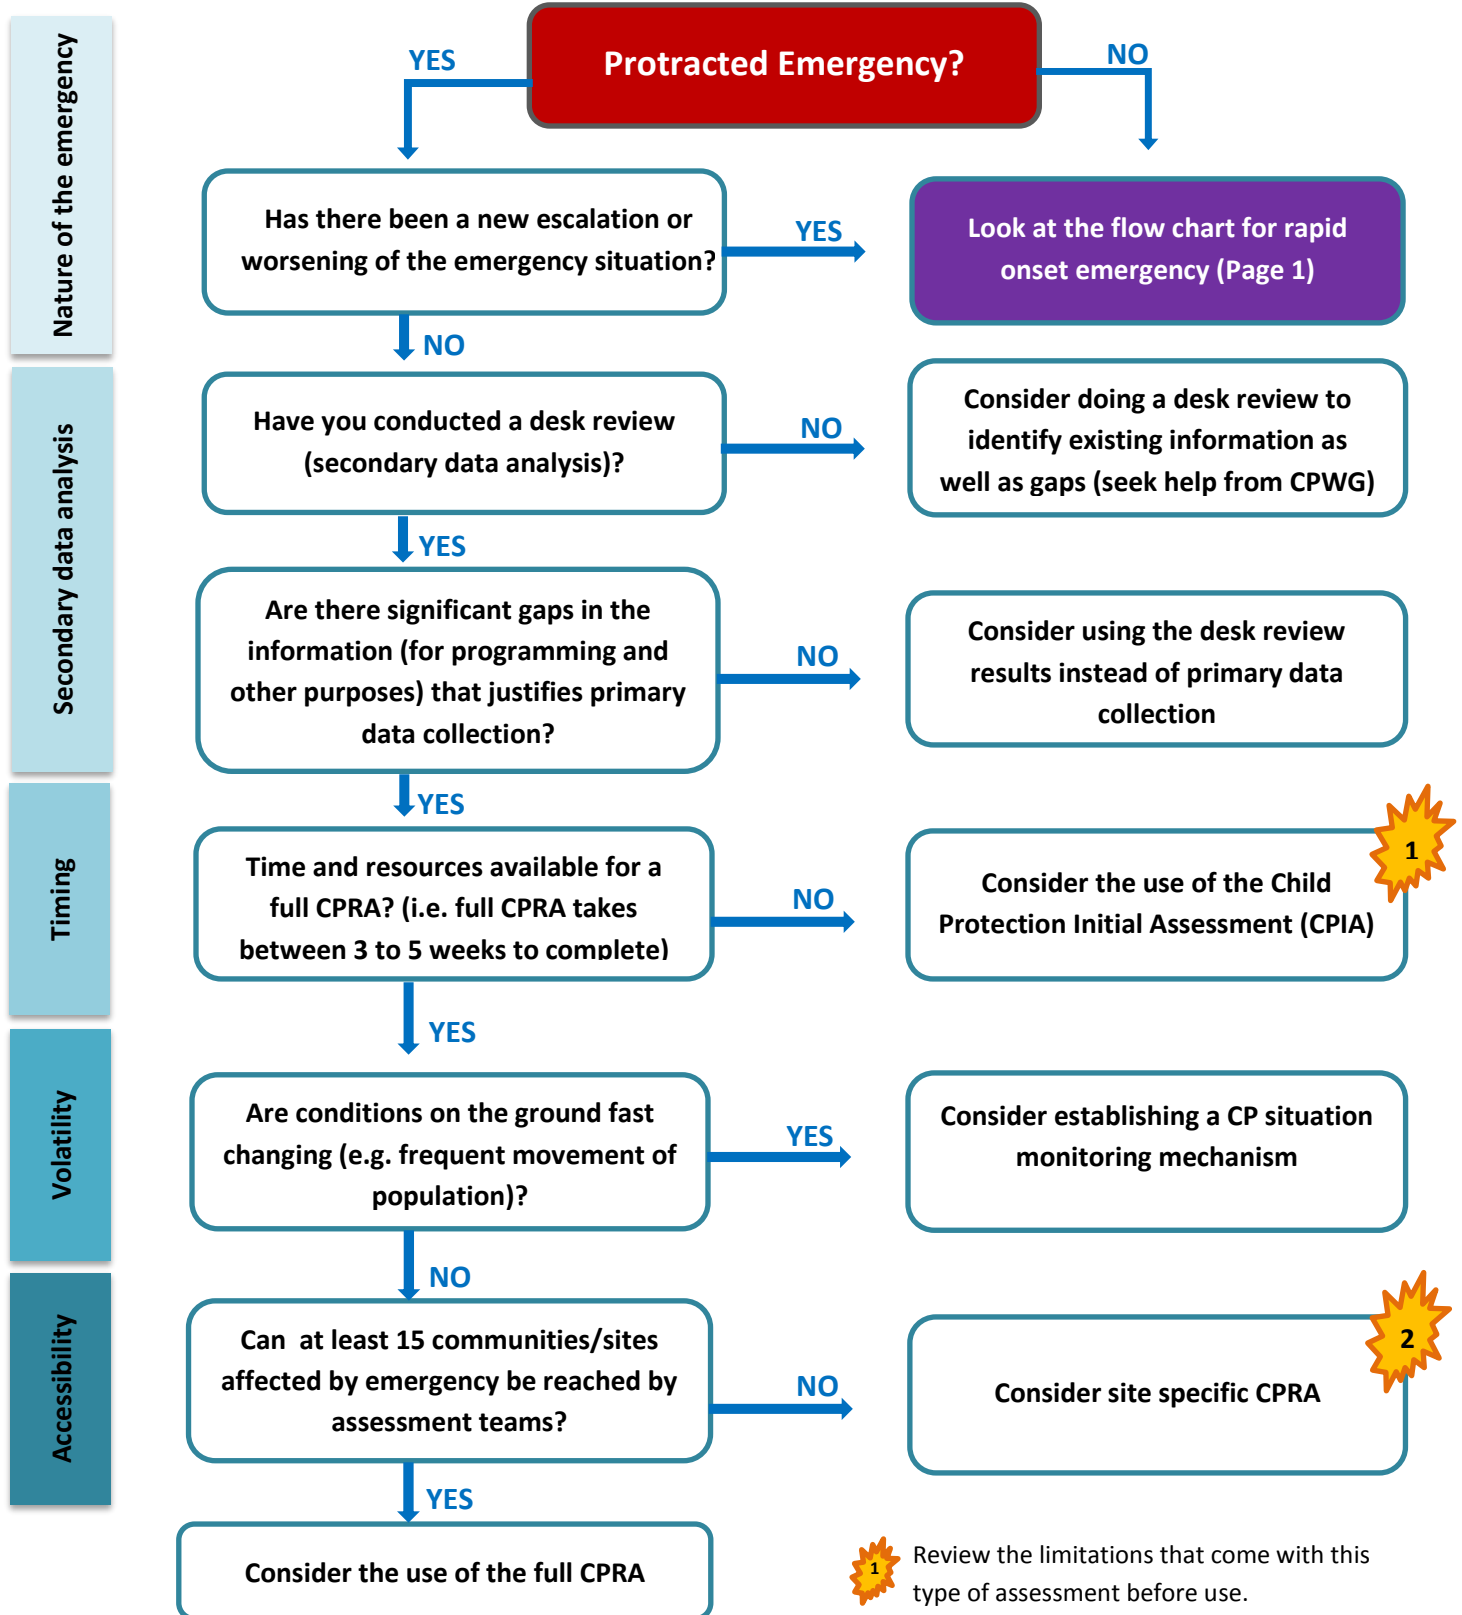 Protracted Emergency?
YES
NO
Nature of the emergency
Has there been a new escalation or
worsening of the emergency situation?
YES
Look at the flow chart for rapid
onset emergency (Page 1)
NO
Secondary data analysis
Have you conducted a desk review
(secondary data analysis)?
NO
Consider doing a desk review to
identify existing information as
well as gaps (seek help from CPWG)
YES
Are there significant gaps in the
information (for programming and
other purposes) that justifies primary
data collection?
NO
Consider using the desk review
results instead of primary data
collection
YES
Timing
Time and resources available for a
full CPRA? (i.e. full CPRA takes
between 3 to 5 weeks to complete)
NO
Consider the use of the Child
Protection Initial Assessment (CPIA)
1
YES
Volatility
Are conditions on the ground fast
changing (e.g. frequent movement of
population)?
YES
Consider establishing a CP situation
monitoring mechanism
NO
Accessibility
Can  at least 15 communities/sites
affected by emergency be reached by
assessment teams?
NO
Consider site specific CPRA
2
YES
Consider the use of the full CPRA
1
Review the limitations that come with this
type of assessment before use.